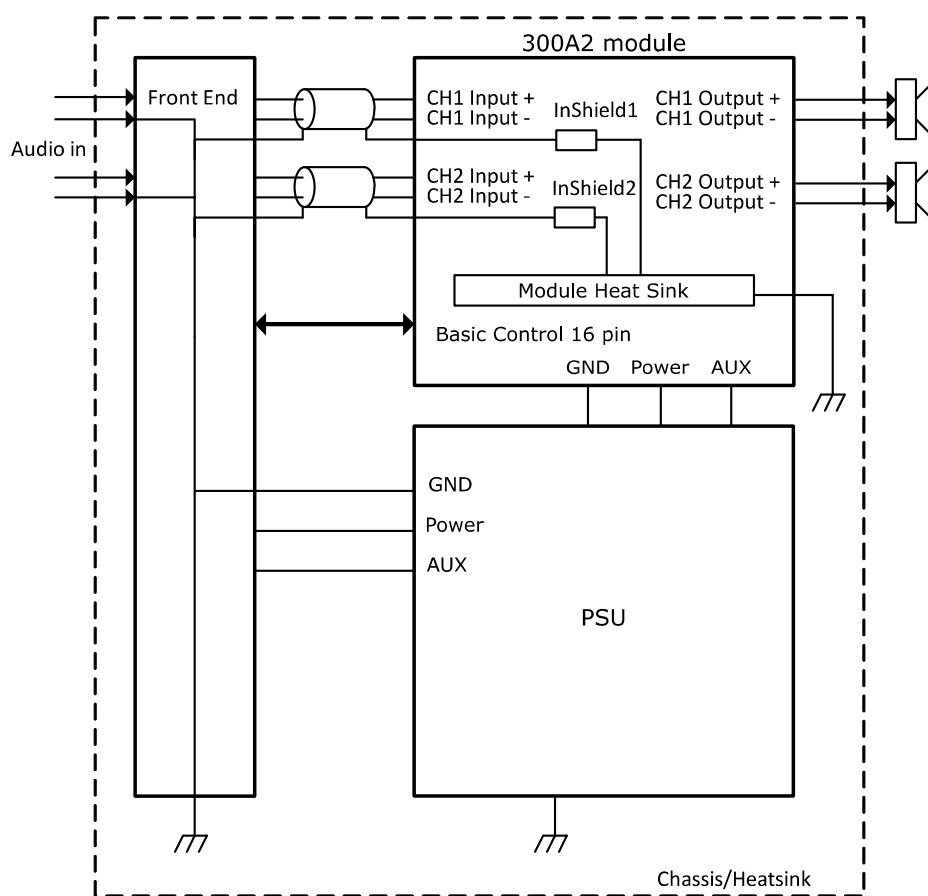 300A2 module
Front End
Audio in
CH1 Input +
CH1 Input -
InShield1
CH1 Output +
CH1 Output -
CH2 Input +
CH2 Input -
InShield2
CH2 Output +
CH2 Output -
Module Heat Sink
Basic Control 16 pin
GND Power AUX
GND
Power
AUX
PSU
Chassis/Heatsink